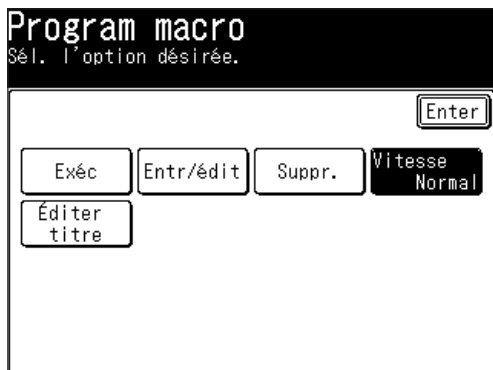 Program macro
Sél. l'option désirée.
Enter
Exéc
Entr/édit
Suppr.
Vitesse
Normal
Éditer
titre